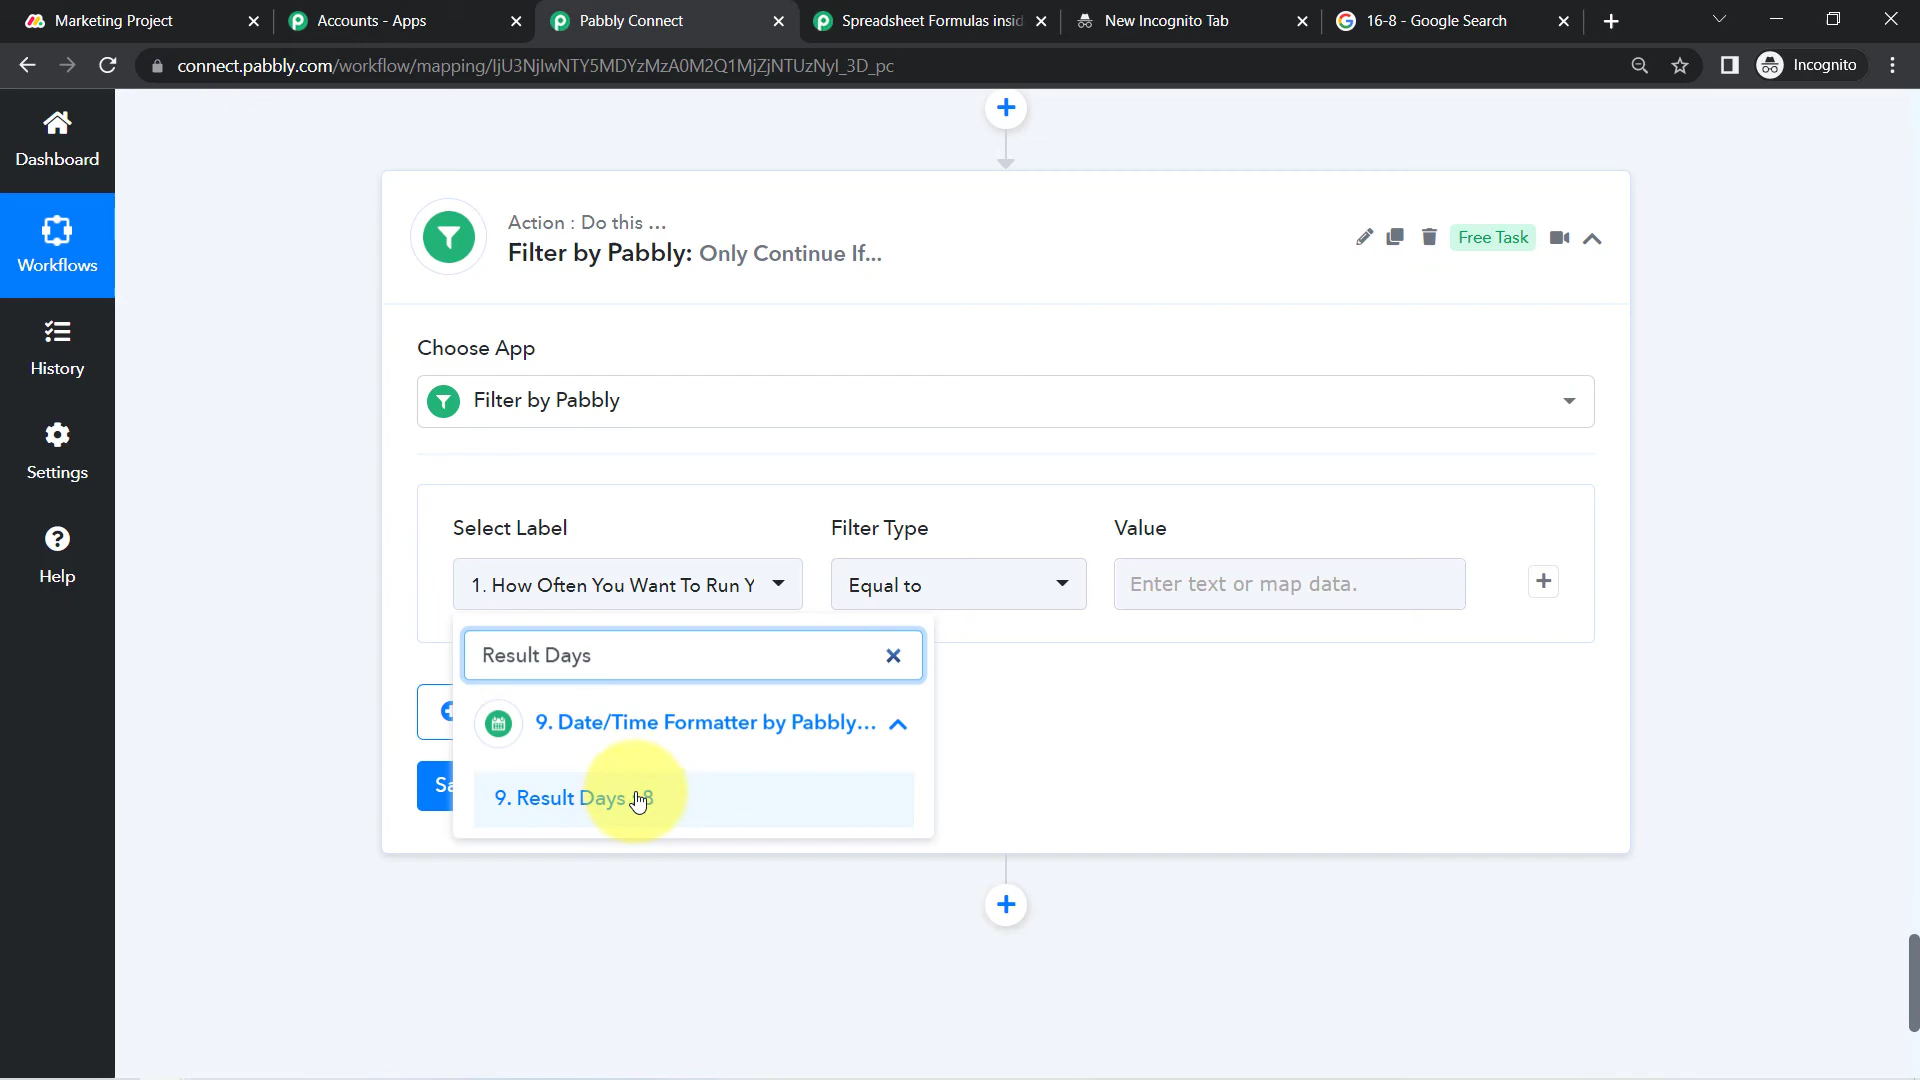 Marketing Project
Accounts - Apps
Pabbly Connect
Spreadsheet Formulas insid
New Incognito Tab
16-8 - Google Search
connect.pabbly.com/workflow/mapping/IjU3NjIwNTY5MDYzMzA0M2Q1MjZjNTUzNyI_3D_pc
Incognito
Dashboard
Workflows
History
Settings
Help
Action : Do this ...
Filter by Pabbly: Only Continue If...
Free Task
Choose App
Filter by Pabbly
Select Label
Filter Type
Value
1. How Often You Want To Run Y
Equal to
Enter text or map data.
Result Days
9. Date/Time Formatter by Pabbly...
9. Result Days 8
Sa